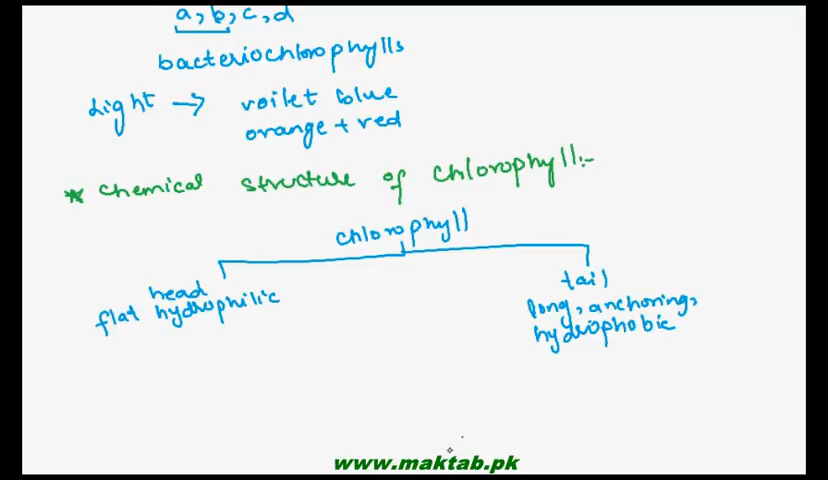 a, b, c, d
bacteriochlorophylls
Light → voilet blue
orange + red
* chemical structure of chlorophyll:-
chlorophyll
head
flat hydrophilic
tail
long, anchoring,
hydrophobic
www.maktab.pk